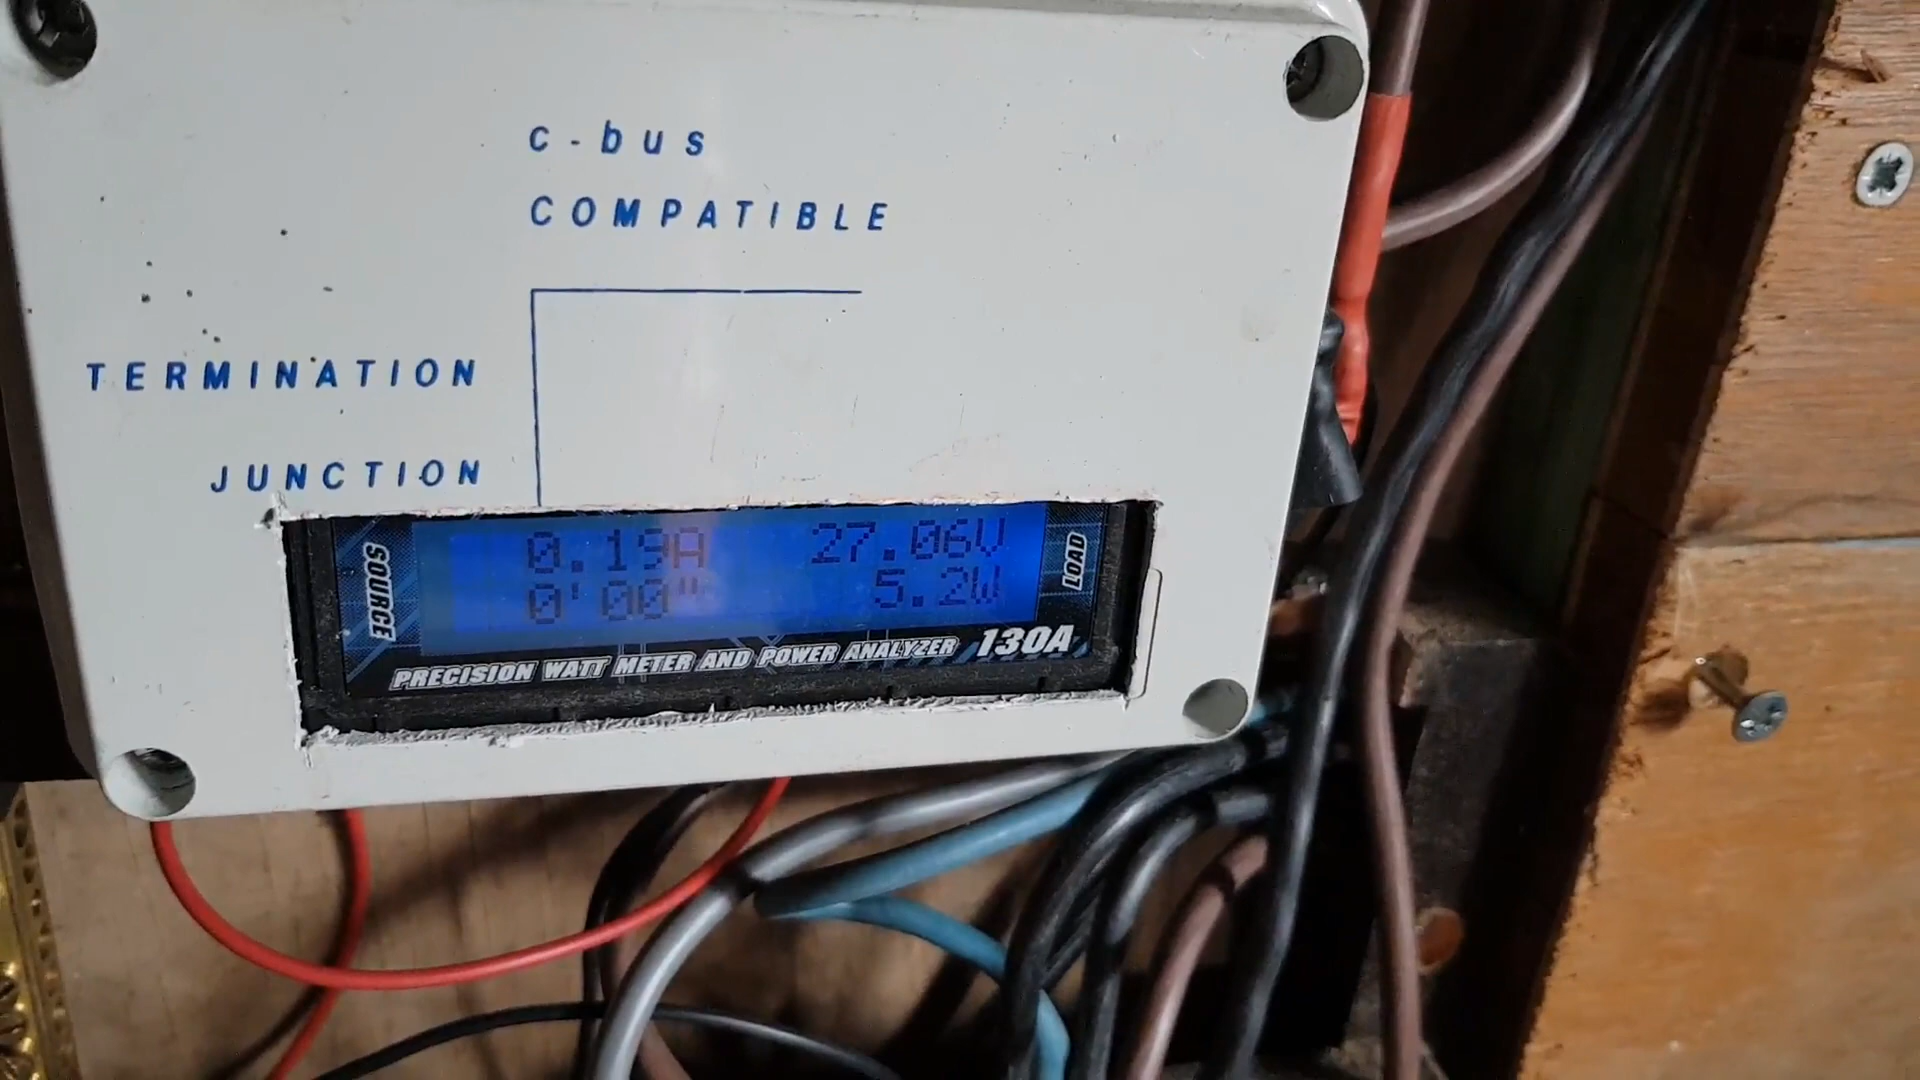 c-bus
COMPATIBLE
TERMINATION
JUNCTION
SOURCE
0.19A 27.06V
0'00" 5.2W
LOAD
PRECISION WATT METER AND POWER ANALYZER 130A